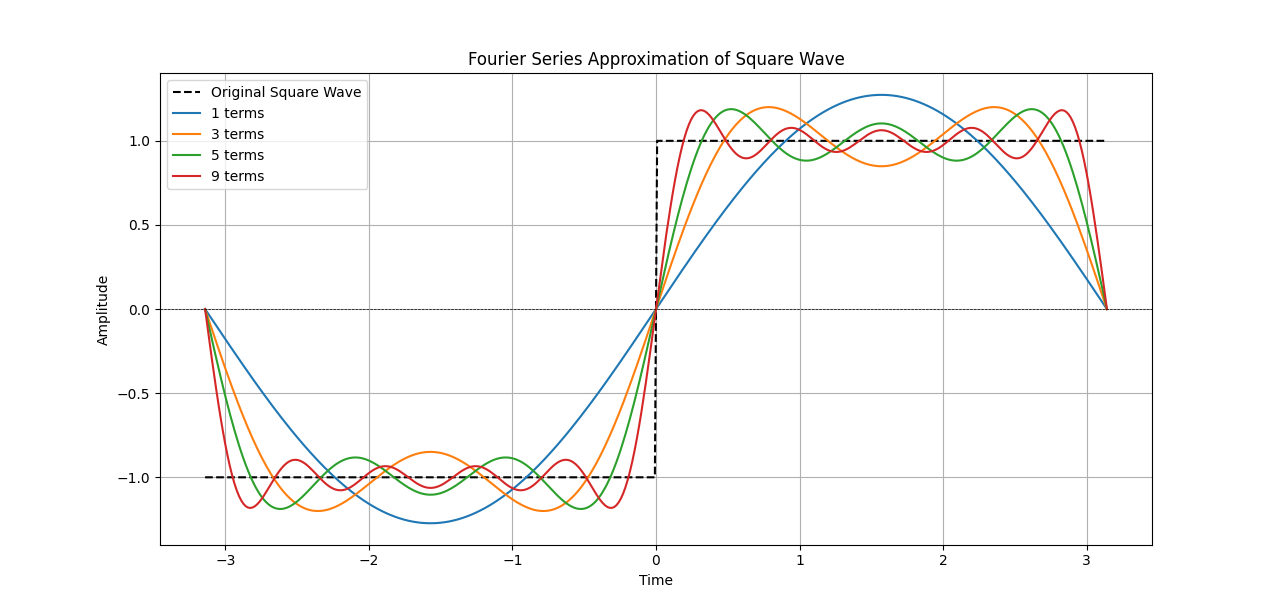 Fourier Series Approximation of Square Wave
Original Square Wave
1 terms
3 terms
5 terms
9 terms
1.0
0.5
0.0
−0.5
−1.0
Amplitude
−3 −2 −1 0 1 2 3
Time